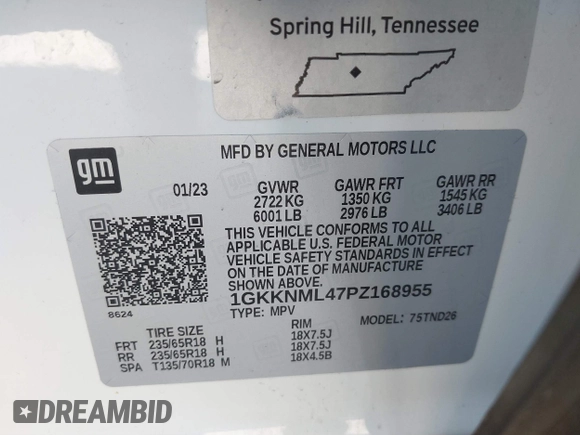 Spring Hill, Tennessee
gm
MFD BY GENERAL MOTORS LLC
01/23 GVWR GAWR FRT GAWR RR
2722 KG 1350 KG 1545 KG
6001 LB 2976 LB 3406 LB
THIS VEHICLE CONFORMS TO ALL
APPLICABLE U.S. FEDERAL MOTOR
VEHICLE SAFETY STANDARDS IN EFFECT
ON THE DATE OF MANUFACTURE
SHOWN ABOVE.
1GKKNML47PZ168955
8624 TYPE: MPV MODEL: 75TND26
TIRE SIZE RIM
FRT 235/65R18 H 18X7.5J
RR 235/65R18 H 18X7.5J
SPA T135/70R18 M 18X4.5B
DREAMBID